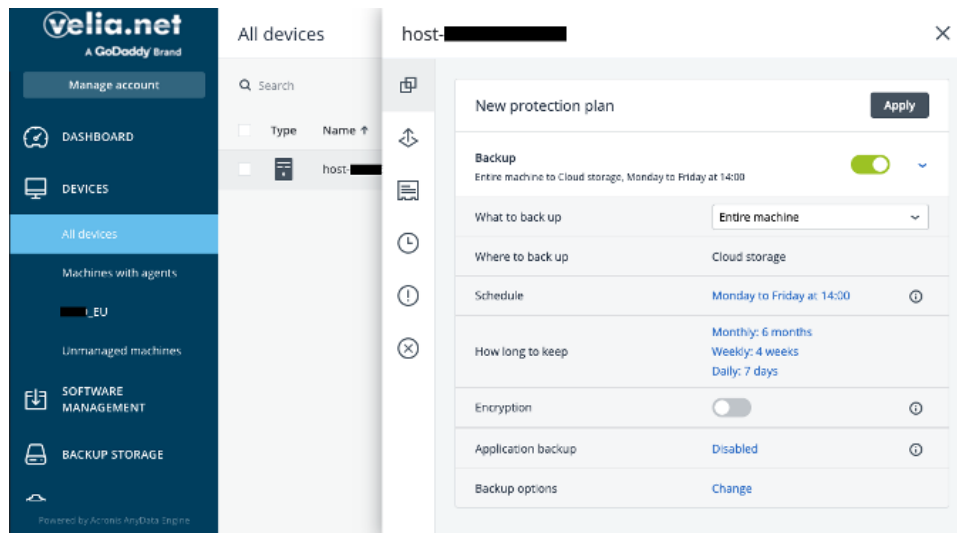 velia.net
A GoDaddy Brand
Manage account
DASHBOARD
DEVICES
All devices
Machines with agents
_EU
Unmanaged machines
SOFTWARE
MANAGEMENT
BACKUP STORAGE
Powered by Acronis AnyData Engine
All devices
Search
Type Name ↑
host-
host-
New protection plan
Apply
Backup
Entire machine to Cloud storage, Monday to Friday at 14:00
What to back up Entire machine
Where to back up Cloud storage
Schedule Monday to Friday at 14:00
How long to keep
Monthly: 6 months
Weekly: 4 weeks
Daily: 7 days
Encryption
Application backup Disabled
Backup options Change